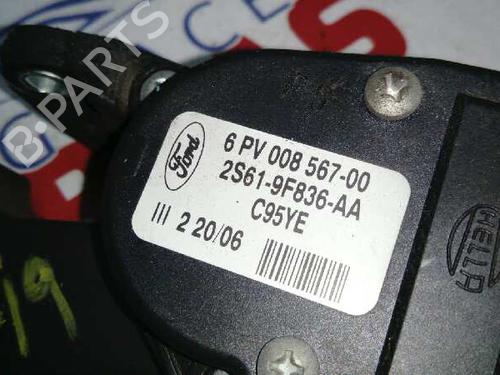 Ford
6 PV 008 567-00
2S61-9F836-AA
C95YE
III 2 20/06
HELLA
B-PARTS